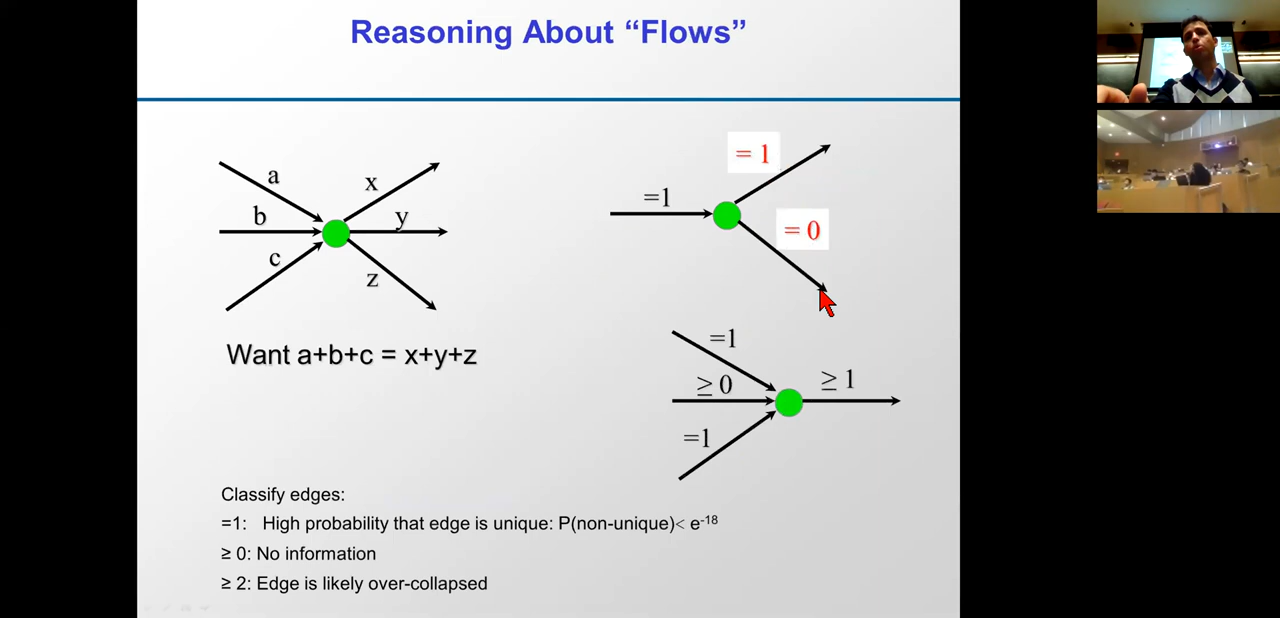 Reasoning About “Flows”
a
b
c
x
y
z
Want a+b+c = x+y+z
=1
= 1
= 0
=1
≥ 0
=1
≥ 1
Classify edges:
=1: High probability that edge is unique: P(non-unique)< e-18
≥ 0: No information
≥ 2: Edge is likely over-collapsed